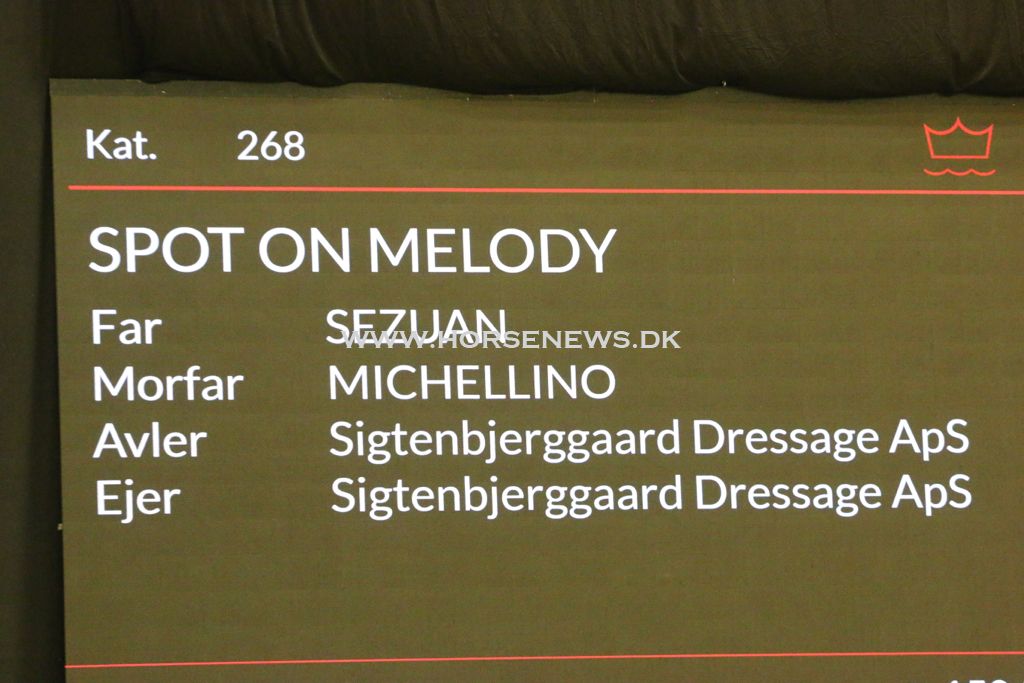 Kat. 268
SPOT ON MELODY
Far SEZUAN
WWW.HORSENEWS.DK
Morfar MICHELLINO
Avler Sigtenbjerggaard Dressage ApS
Ejer Sigtenbjerggaard Dressage ApS